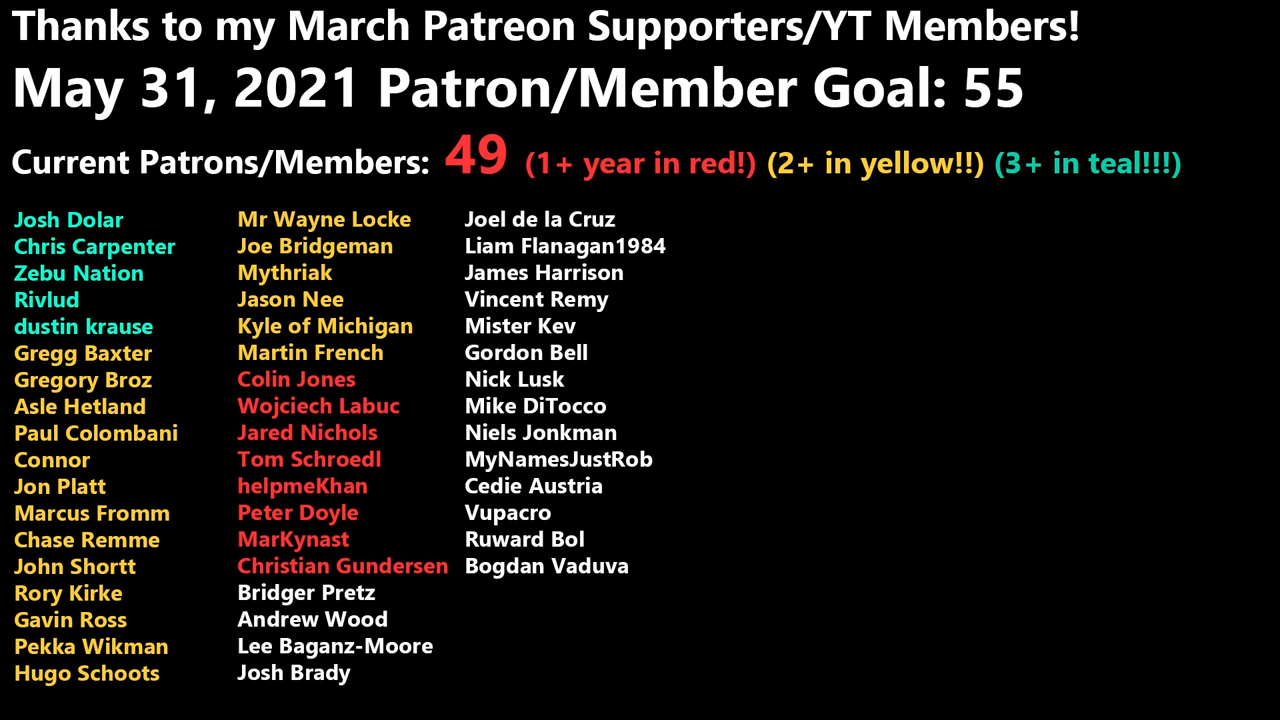 Thanks to my March Patreon Supporters/YT Members!
May 31, 2021 Patron/Member Goal: 55
Current Patrons/Members: 49 (1+ year in red!) (2+ in yellow!!) (3+ in teal!!!)
Josh Dolar
Chris Carpenter
Zebu Nation
Rivlud
dustin krause
Gregg Baxter
Gregory Broz
Asle Hetland
Paul Colombani
Connor
Jon Platt
Marcus Fromm
Chase Remme
John Shortt
Rory Kirke
Gavin Ross
Pekka Wikman
Hugo Schoots
Mr Wayne Locke
Joe Bridgeman
Mythriak
Jason Nee
Kyle of Michigan
Martin French
Colin Jones
Wojciech Labuc
Jared Nichols
Tom Schroedl
helpmeKhan
Peter Doyle
MarKynast
Christian Gundersen
Bridger Pretz
Andrew Wood
Lee Baganz-Moore
Josh Brady
Joel de la Cruz
Liam Flanagan1984
James Harrison
Vincent Remy
Mister Kev
Gordon Bell
Nick Lusk
Mike DiTocco
Niels Jonkman
MyNamesJustRob
Cedie Austria
Vupacro
Ruward Bol
Bogdan Vaduva